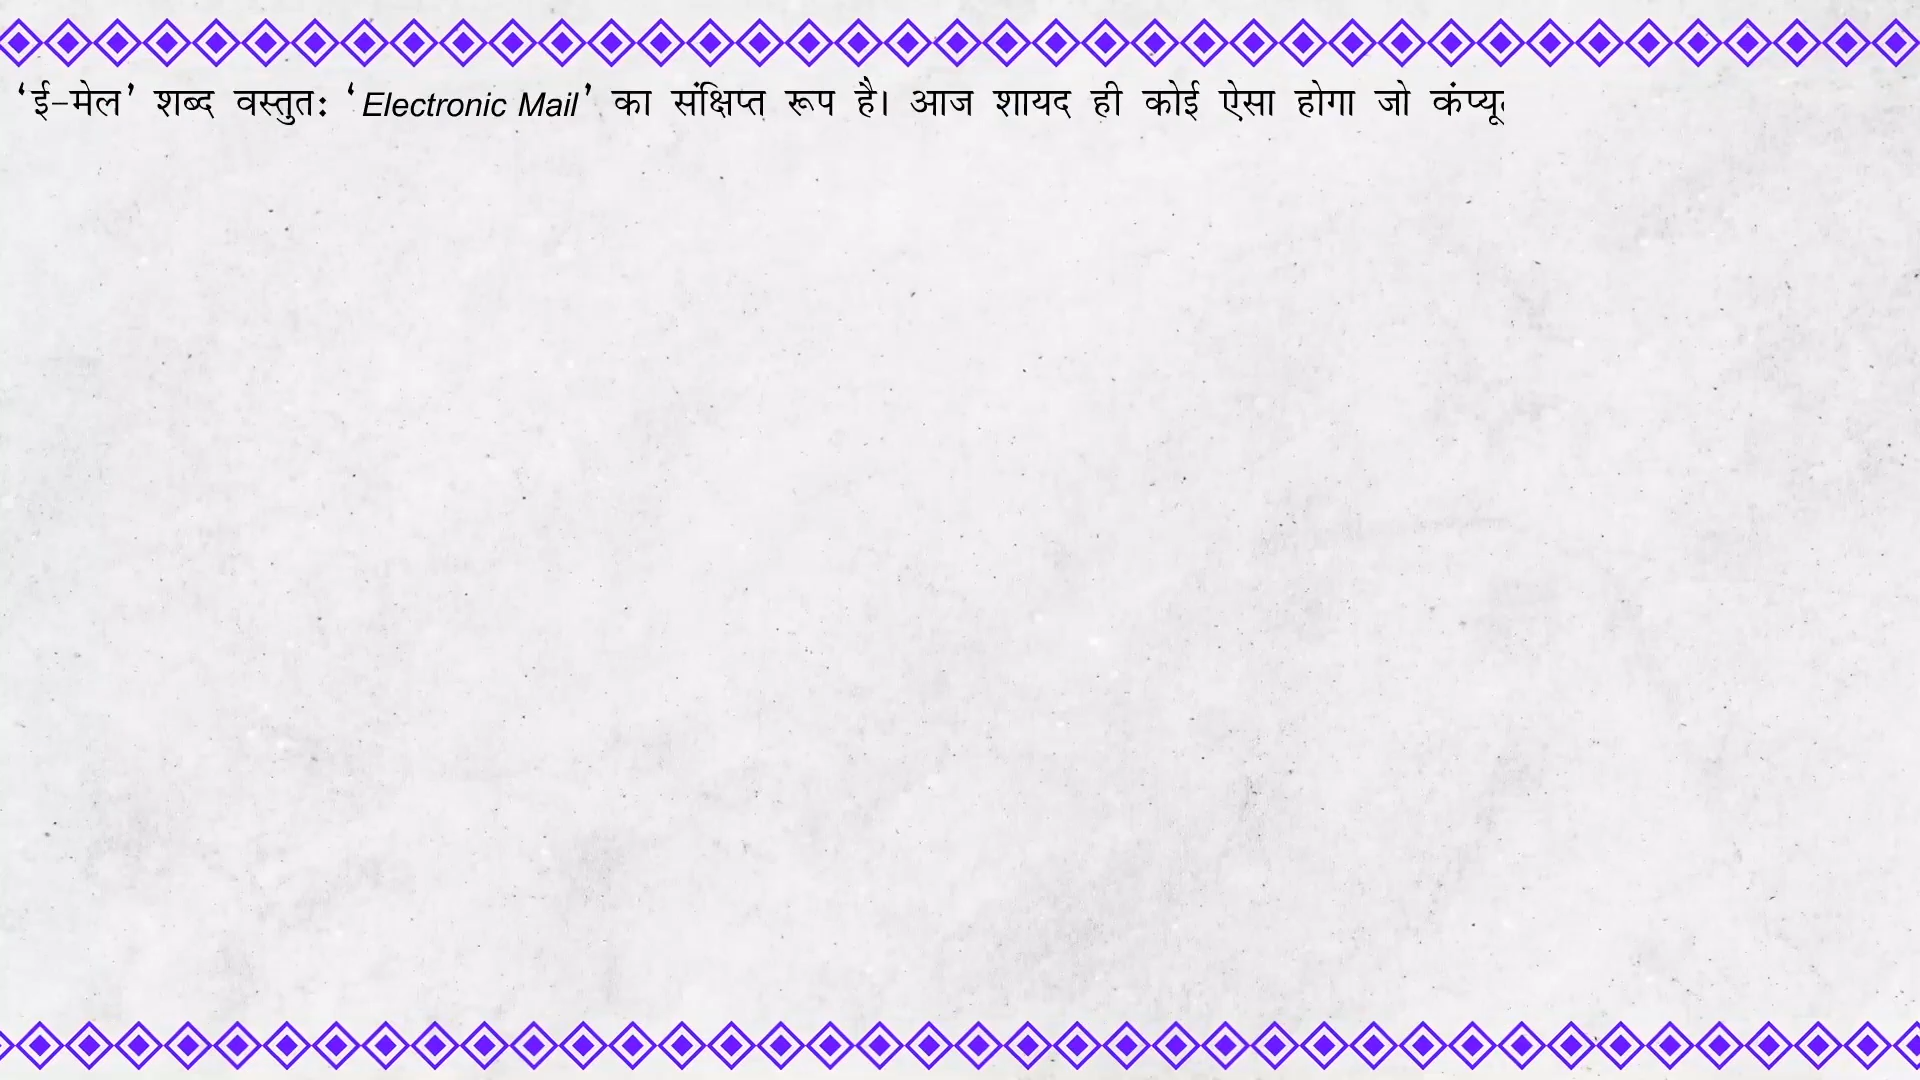 ‘ई-मेल’ शब्द वस्तुतः ‘Electronic Mail’ का संक्षिप्त रूप है। आज शायद ही कोई ऐसा होगा जो